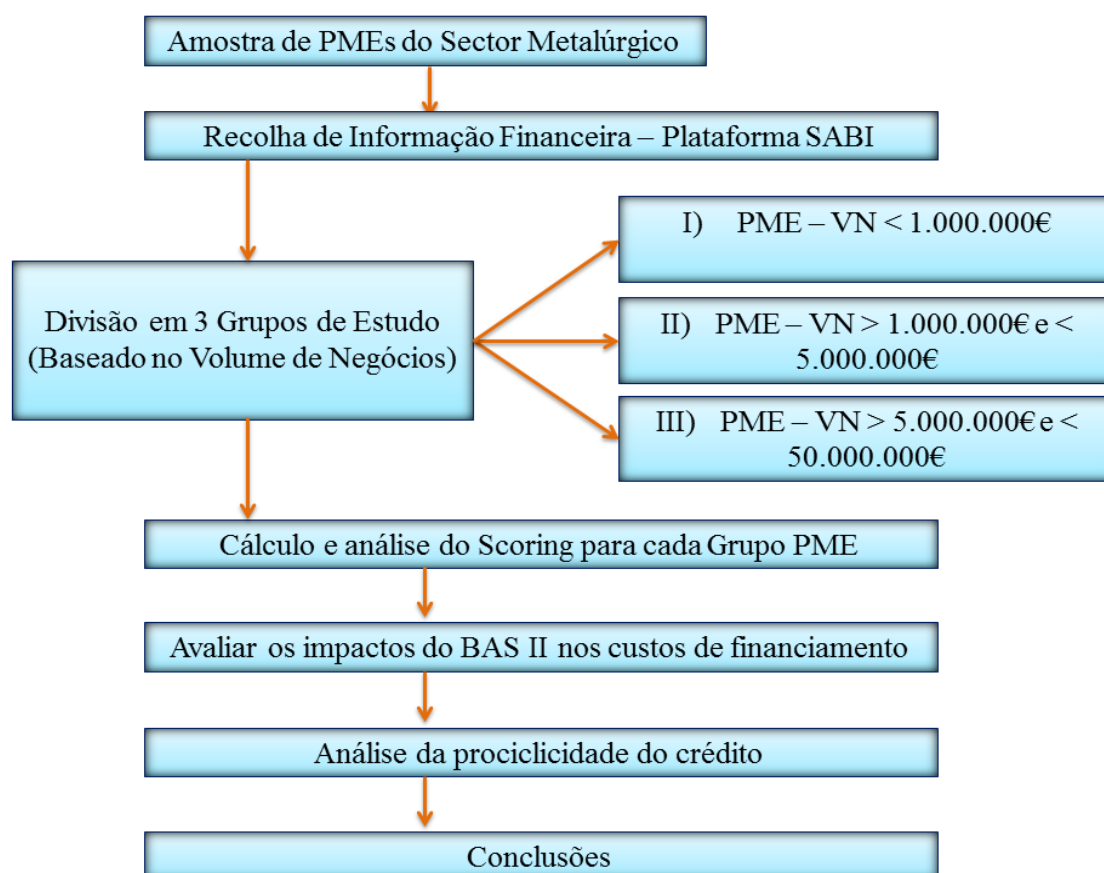 Amostra de PMEs do Sector Metalúrgico
Recolha de Informação Financeira – Plataforma SABI
Divisão em 3 Grupos de Estudo
(Baseado no Volume de Negócios)
I) PME – VN < 1.000.000€
II) PME – VN > 1.000.000€ e <
5.000.000€
III) PME – VN > 5.000.000€ e <
50.000.000€
Cálculo e análise do Scoring para cada Grupo PME
Avaliar os impactos do BAS II nos custos de financiamento
Análise da prociclicidade do crédito
Conclusões